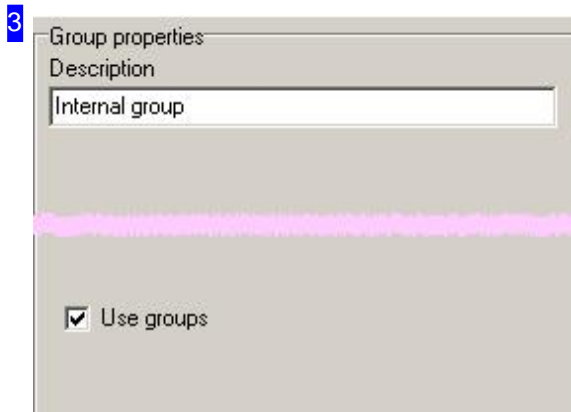 3
Group properties
Description
Internal group
Use groups